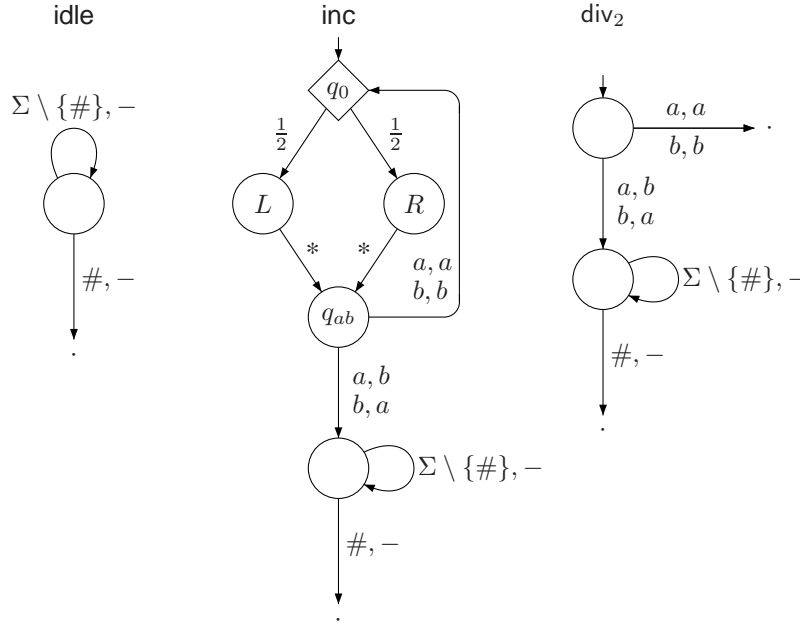 idle
Σ \ {#}, −
#, −
.
inc
q₀
½ ½
L R
* *
a, a
b, b
qₐb
a, b
b, a
Σ \ {#}, −
#, −
.
div₂
a, a
b, b
.
a, b
b, a
Σ \ {#}, −
#, −
.